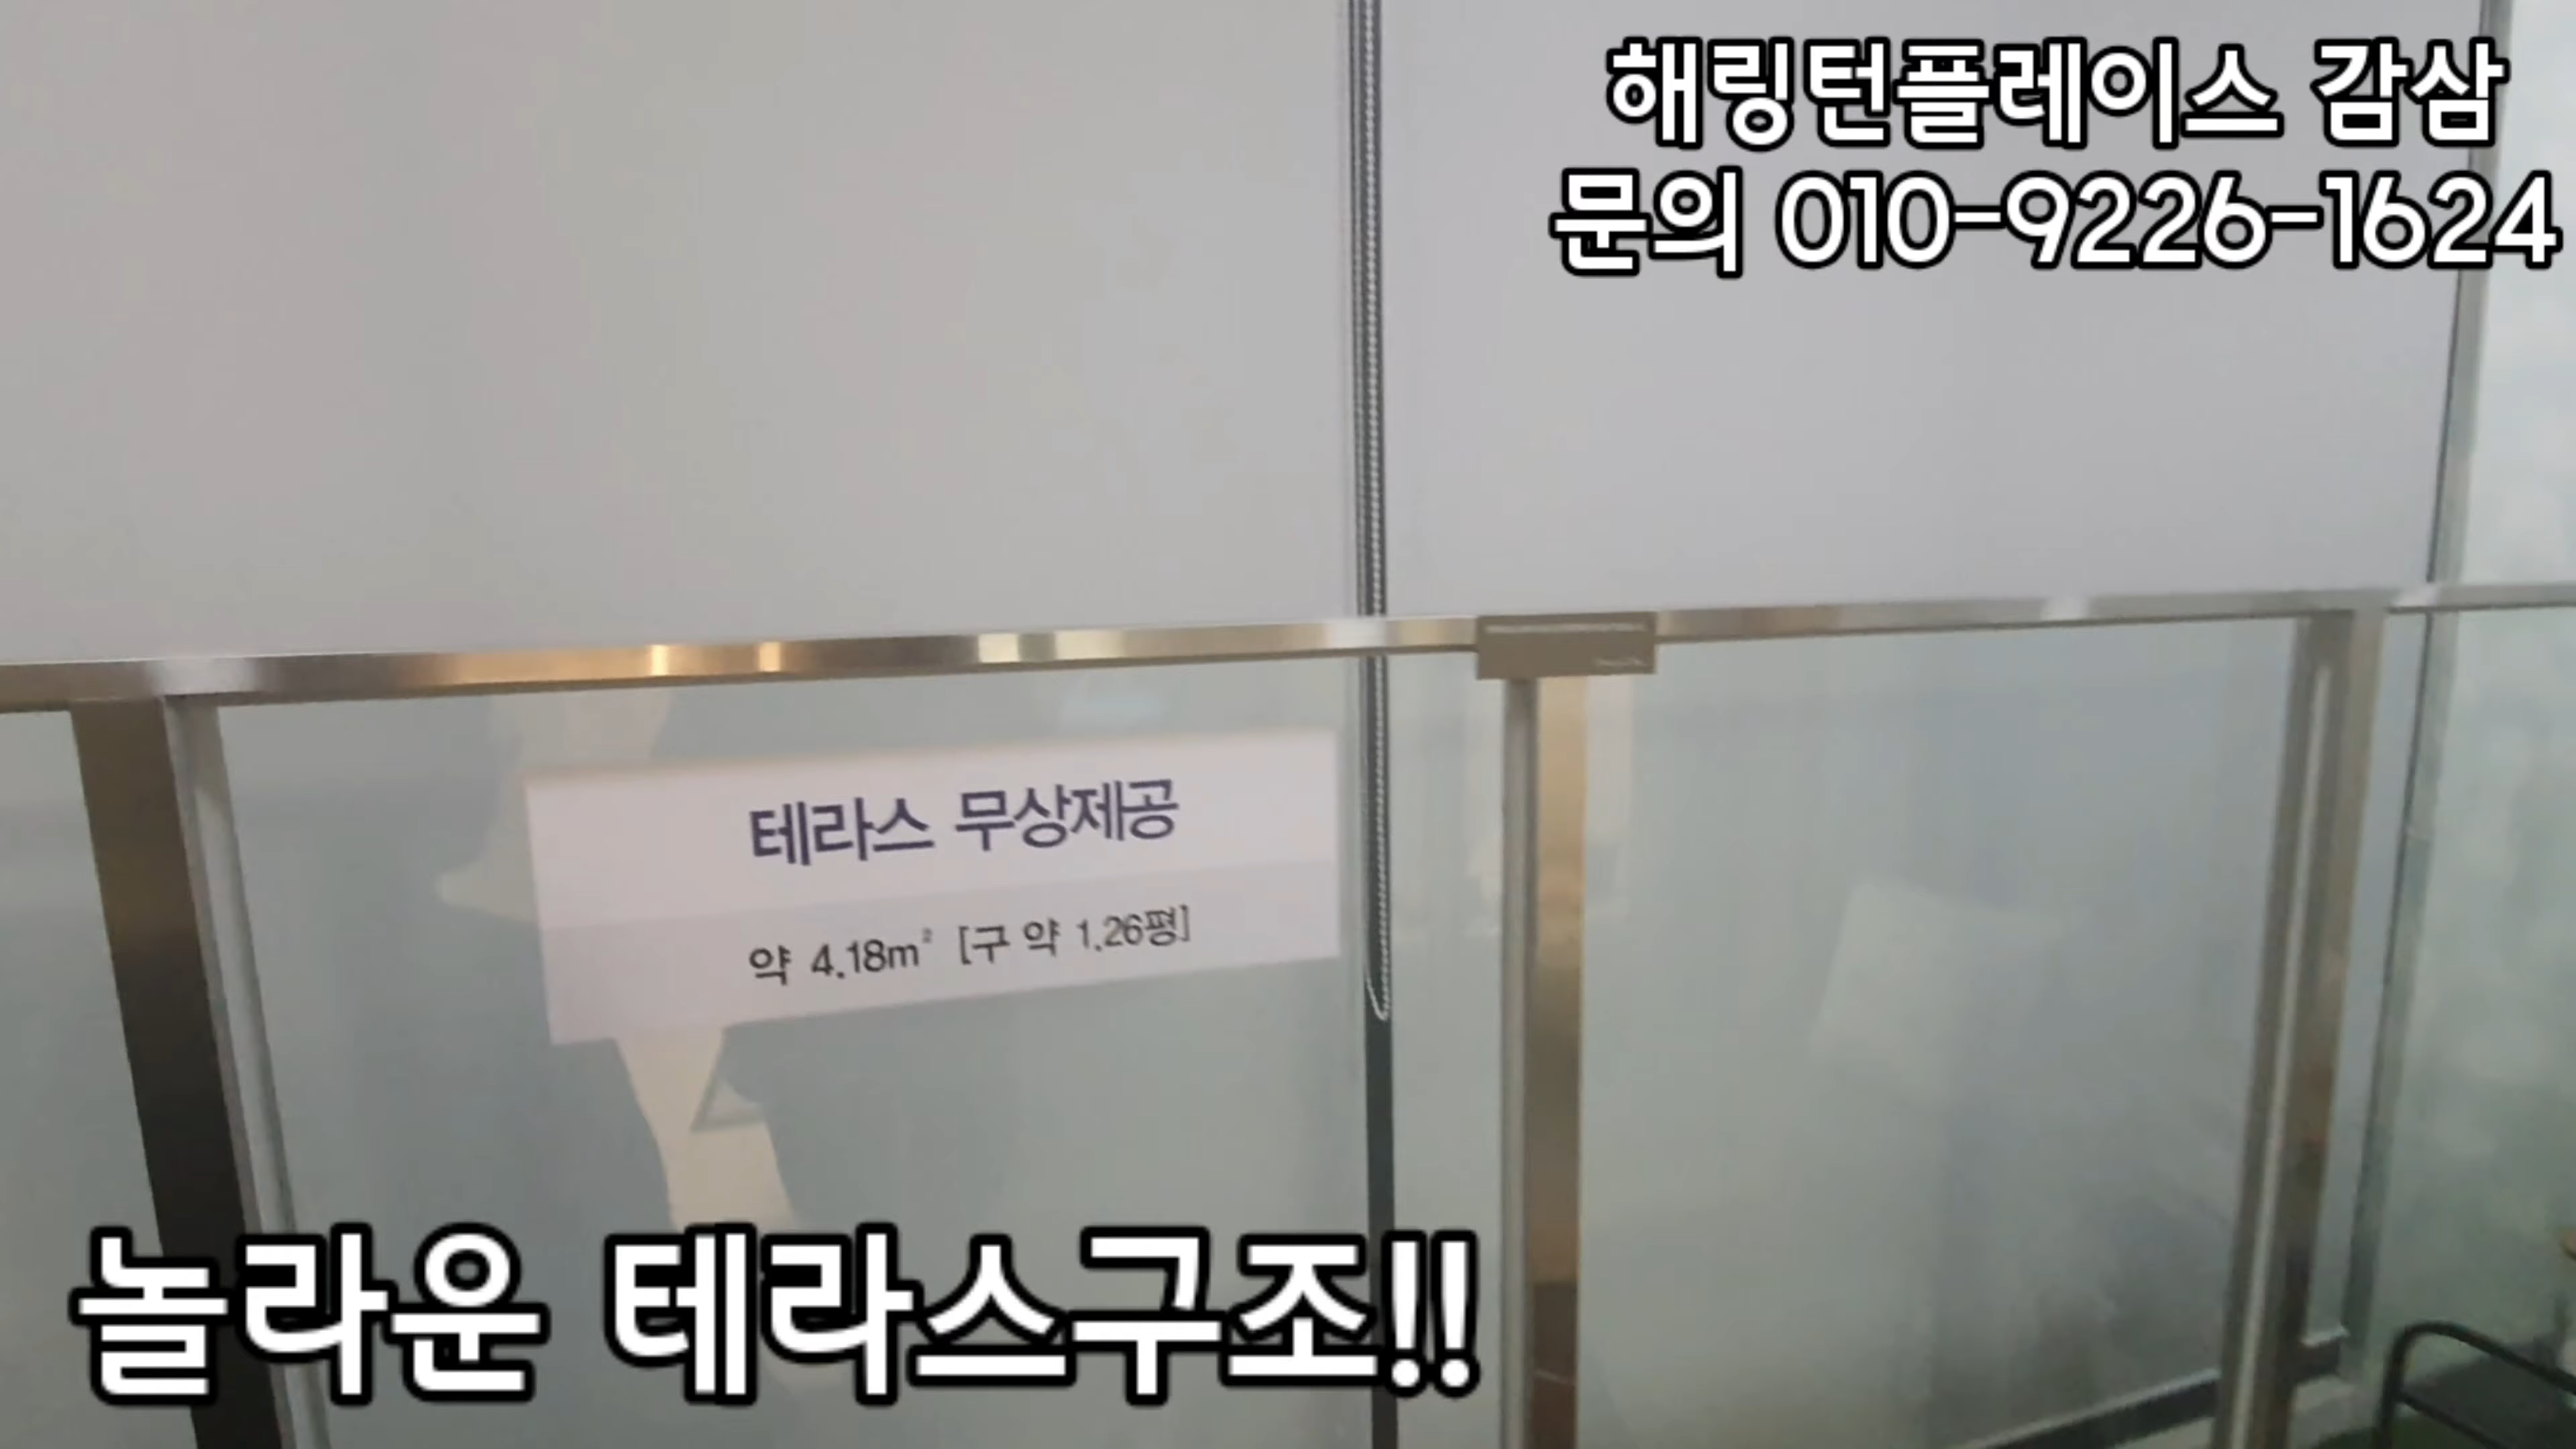 해링턴플레이스 감삼
문의 010-9226-1624
테라스 무상제공
약 4.18m² [구 약 1.26평]
놀라운 테라스구조!!